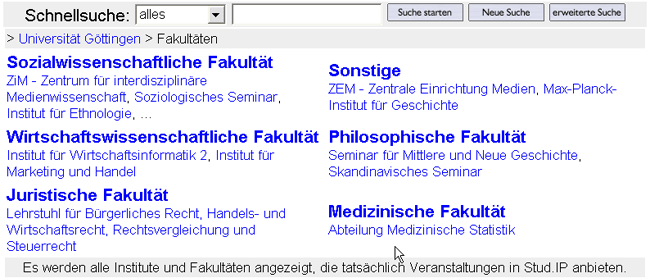 Schnellsuche: alles Suche starten Neue Suche erweiterte Suche
> Universität Göttingen > Fakultäten
Sozialwissenschaftliche Fakultät
ZiM - Zentrum für interdisziplinäre
Medienwissenschaft, Soziologisches Seminar,
Institut für Ethnologie, ...
Sonstige
ZEM - Zentrale Einrichtung Medien, Max-Planck-
Institut für Geschichte
Wirtschaftswissenschaftliche Fakultät
Institut für Wirtschaftsinformatik 2, Institut für
Marketing und Handel
Philosophische Fakultät
Seminar für Mittlere und Neue Geschichte,
Skandinavisches Seminar
Juristische Fakultät
Lehrstuhl für Bürgerliches Recht, Handels- und
Wirtschaftsrecht, Rechtsvergleichung und
Steuerrecht
Medizinische Fakultät
Abteilung Medizinische Statistik
Es werden alle Institute und Fakultäten angezeigt, die tatsächlich Veranstaltungen in Stud.IP anbieten.